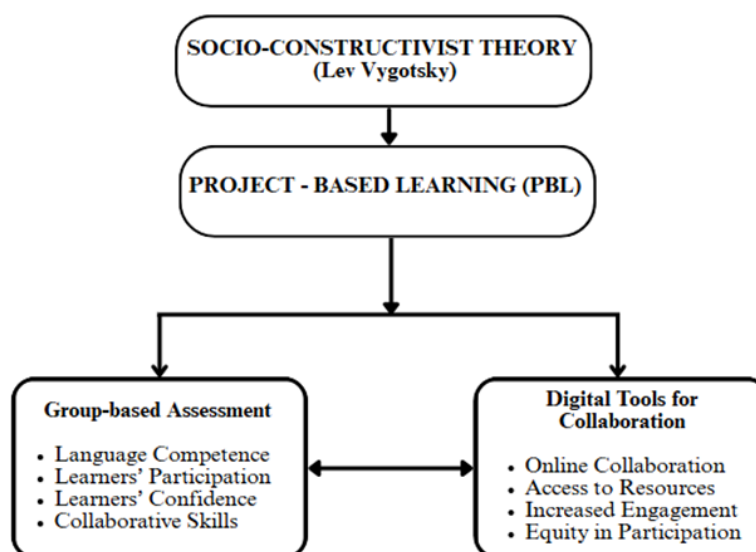 SOCIO-CONSTRUCTIVIST THEORY
(Lev Vygotsky)
PROJECT - BASED LEARNING (PBL)
Group-based Assessment
• Language Competence
• Learners' Participation
• Learners' Confidence
• Collaborative Skills
Digital Tools for
Collaboration
• Online Collaboration
• Access to Resources
• Increased Engagement
• Equity in Participation